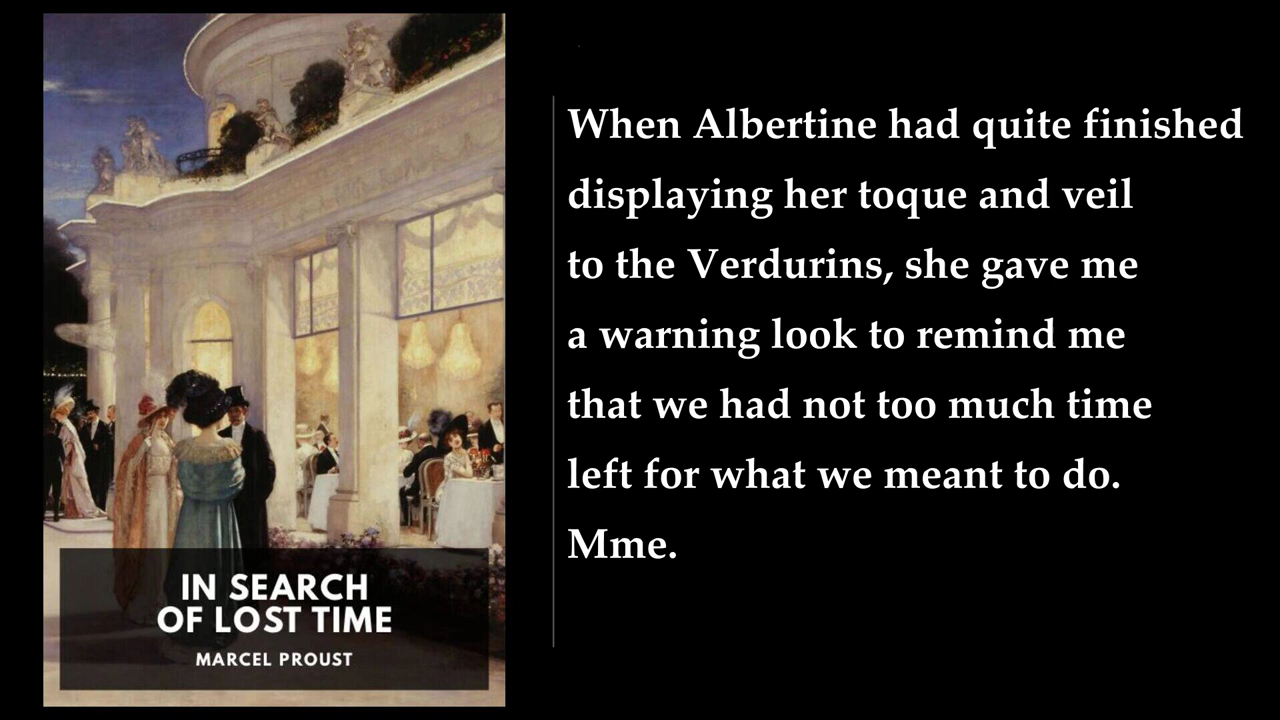 IN SEARCH
OF LOST TIME
MARCEL PROUST
When Albertine had quite finished
displaying her toque and veil
to the Verdurins, she gave me
a warning look to remind me
that we had not too much time
left for what we meant to do.
Mme.